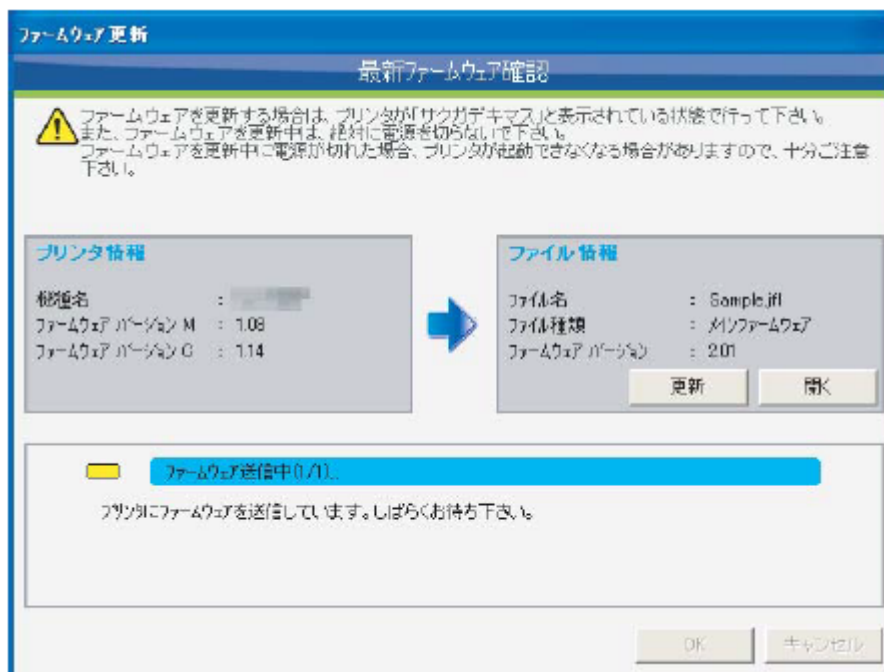 ファームウェア 更新
最新ファームウェア確認
ファームウェアを更新する場合は、プリンタが「サクガデキマス」と表示されている状態で行って下さい。
また、ファームウェアを更新中は、絶対に電源を切らないで下さい。
ファームウェアを更新中に電源が切れた場合、プリンタが起動できなくなる場合がありますので、十分ご注意
下さい。
プリンタ情報
機種名 :
ファームウェア バージョン M : 1.08
ファームウェア バージョン G : 1.14
ファイル情報
ファイル名 : Sample.jfl
ファイル種類 : メインファームウェア
ファームウェア バージョン : 2.01
更新 開く
ファームウェア送信中(1/1)...
プリンタにファームウェアを送信しています。しばらくお待ち下さい。
OK キャンセル